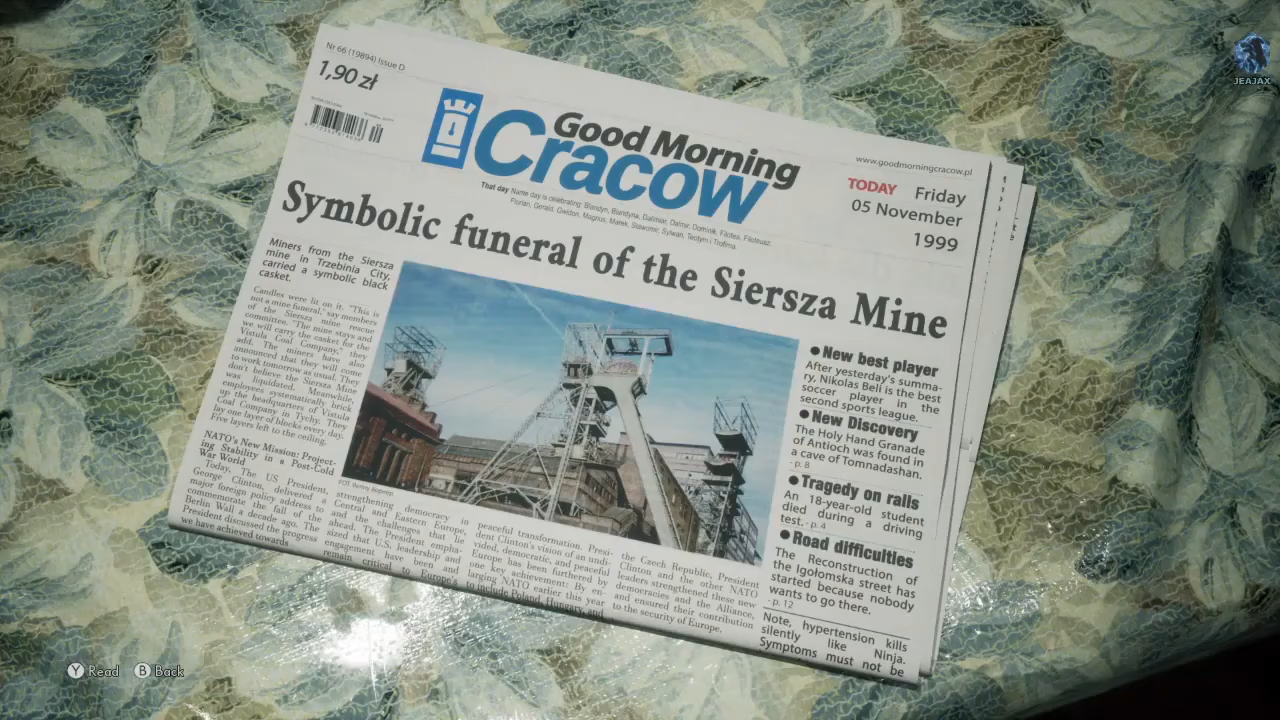 Nr 66 (19894) Issue D
1,90 zł
Good Morning
Cracow
www.goodmorningcracow.pl
TODAY Friday
05 November
1999
That day Name day is celebrating: Blandyn, Blandyna, Dalimiar, Dalmir, Dominik, Filotea, Filoteusz,
Florian, Gerald, Gwidon, Magnus, Marek, Sławomir, Sylwan, Teotym i Trofima.
Symbolic funeral of the Siersza Mine
Miners from the Siersza
mine in Trzebinia City,
carried a symbolic black
casket.
Candles were lit on it. "This is
not a mine funeral," say members
of the Siersza mine rescue
committee. "The mine stays and
we will carry the casket for the
Vistula Coal Company," they
add. The miners have also
announced that they will come
to work tomorrow as usual. They
don't believe the Siersza Mine
was liquidated. Meanwhile,
employees systematically brick
up the headquarters of Vistula
Coal Company in Tychy. They
lay one layer of blocks every day.
Five layers left to the ceiling.
NATO's New Mission: Project-
ing Stability in a Post-Cold
War World
Today, The US President,
George Clinton, delivered a
major foreign policy address to
commemorate the fall of the
Berlin Wall a decade ago. The
President discussed the progress
we have achieved towards
strengthening democracy in
Central and Eastern Europe,
and the challenges that lie
ahead. The President empha-
sized that U.S. leadership and
engagement have been and
remain critical to Europe's
peaceful transformation. Presi-
dent Clinton's vision of an undi-
vided, democratic, and peaceful
Europe has been furthered by
one key achievement: By en-
larging NATO earlier this year
to include Poland, Hungary, and
the Czech Republic, President
Clinton and the other NATO
leaders strengthened these new
democracies and the Alliance,
and ensured their contribution
to the security of Europe.
●New best player
After yesterday's summa-
ry, Nikolas Beli is the best
soccer player in the
second sports league.
●New Discovery
The Holy Hand Granade
of Antioch was found in
a cave of Tomnadashan.
- p. 8
●Tragedy on rails
An 18-year-old student
died during a driving
test. - p. 4
●Road difficulties
The Reconstruction of
the Igołomska street has
started because nobody
wants to go there.
- p. 12
Note, hypertension kills
silently like Ninja.
Symptoms must not be
Y Read B Back
JEAJAX